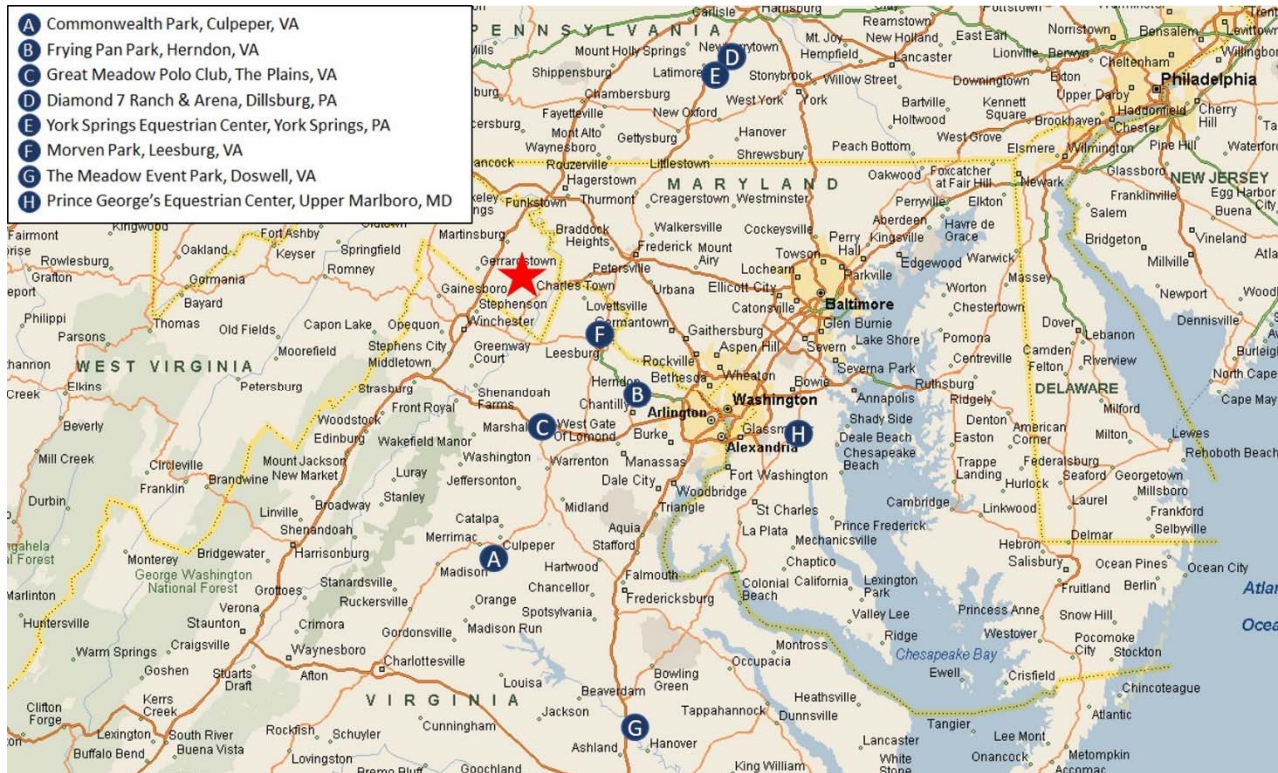 A Commonwealth Park, Culpeper, VA
B Frying Pan Park, Herndon, VA
C Great Meadow Polo Club, The Plains, VA
D Diamond 7 Ranch & Arena, Dillsburg, PA
E York Springs Equestrian Center, York Springs, PA
F Morven Park, Leesburg, VA
G The Meadow Event Park, Doswell, VA
H Prince George's Equestrian Center, Upper Marlboro, MD
PENNSYLVANIA
Carlisle
Mt. Joy
Reamstown
New Holland
East Earl
Norristown
Bensalem
Mount Holly Springs
Hempfield
Lancaster
Lionville
Berwyn
Cheltenham
D
E
Shippensburg
Latimore
Stonybrook
Willow Street
Downingtown
Exton
Philadelphia
Chambersburg
West York
York
Upper Darby
Haddonfield
Cherry Hill
Fayetteville
New Oxford
Bartville
Holtwood
Kennett Square
Brookhaven
Chester
Mont Alto
Gettysburg
Hanover
West Grove
Elsmere
Wilmington
Pine Hill
Waynesboro
Shrewsbury
Peach Bottom
Rouzerville
Littlestown
Hagerstown
MARYLAND
Oakwood
Foxcatcher at Fair Hill
Newark
Glassboro
NEW JERSEY
Funkstown
Thurmont
Creagerstown
Westminster
Perryville
Elkton
Franklinville
Egg Harbor City
Salem
Buena
Kingwood
Fort Ashby
Martinsburg
Braddock Heights
Walkersville
Cockeysville
Perry Hall
Aberdeen
Kingsville
Havre de Grace
Bridgeton
Vineland
Fairmont
Oakland
Keyser
Springfield
Frederick
Mount Airy
Towson
Edgewood
Warwick
Millville
Rowlesburg
Romney
Gerrardstown
Petersville
Lochearn
Parkville
Massey
Grafton
Gormania
Gainesboro
Charles Town
Urbana
Ellicott City
Worton
Newport
Woodbine
Bayard
Stephenson
Lovettsville
Catonsville
Baltimore
Chestertown
Philippi
Thomas
Old Fields
Capon Lake
Opequon
Winchester
F
Germantown
Gaithersburg
Glen Burnie
Dover
Lebanon
Dennisville
Parsons
Moorefield
Stephens City
Greenway Court
Leesburg
Aspen Hill
Severn
Lake Shore
Pomona
Centreville
Camden
Felton
Riverview
WEST VIRGINIA
Middletown
Rockville
Wheaton
Severna Park
Elkins
Petersburg
Strasburg
Shenandoah Farms
Herndon
Bethesda
Bowie
Ruthsburg
DELAWARE
North Cape May
B
Washington
Annapolis
Ridgely
Milford
Cape May
Beverly
Woodstock
Front Royal
Chantilly
Arlington
Shady Side
Denton
American Corner
Milton
Lewes
Edinburg
Marshall
C
West Gate Of Lomond
Burke
H
Deale Beach
Easton
Mill Creek
Wakefield Manor
Washington
Warrenton
Alexandria
Chesapeake Beach
Rehoboth Beach
Circleville
Mount Jackson
Manassas
Fort Washington
Trappe
Landing
Federalsburg
Georgetown
Durbin
Franklin
Brandwine
New Market
Luray
Jeffersonton
Dale City
Woodbridge
Hurlock
Seaford
Millsboro
Linville
Broadway
Stanley
Midland
Triangle
St Charles
Cambridge
Linkwood
Laurel
Frankford
Shenandoah
Catalpa
Aquia
La Plata
Prince Frederick
Selbyville
Monterey
Bridgewater
Harrisonburg
Merrimac
Culpeper
Stafford
Mechanicsville
Hebron
Delmar
A
Hartwood
Chaptico
Salisbury
Ocean Pines
Ocean City
George Washington National Forest
Stanardsville
Madison
Chancellor
Falmouth
Colonial Beach
California
Lexington Park
Fruitland
Berlin
Marlinton
Grottoes
Ruckersville
Orange
Spotsylvania
Fredericksburg
Valley Lee
Princess Anne
Snow Hill
Huntersville
Verona
Staunton
Crimora
Gordonsville
Madison Run
Ridge
Westover
Pocomoke City
Warm Springs
Craigsville
Waynesboro
Montross
Chesapeake Bay
Stockton
Goshen
Stuarts Draft
Afton
Charlottesville
Bowling Green
Occupacia
Ewell
Crisfield
Clifton Forge
Kerrs Creek
VIRGINIA
Louisa
Beaverdam
Heathsville
Chincoteague
Lexington
South River
Rockfish
Schuyler
Cunningham
Jackson
Tappahannock
Dunnsville
Tangier
Atlantic
Buffalo Bend
Buena Vista
G
Ashland
Hanover
Lee Mont
Lovingston
Bremo Bluff
Goochland
King William
Lancaster
White Stone
Onancock
Metompkin
Accomac